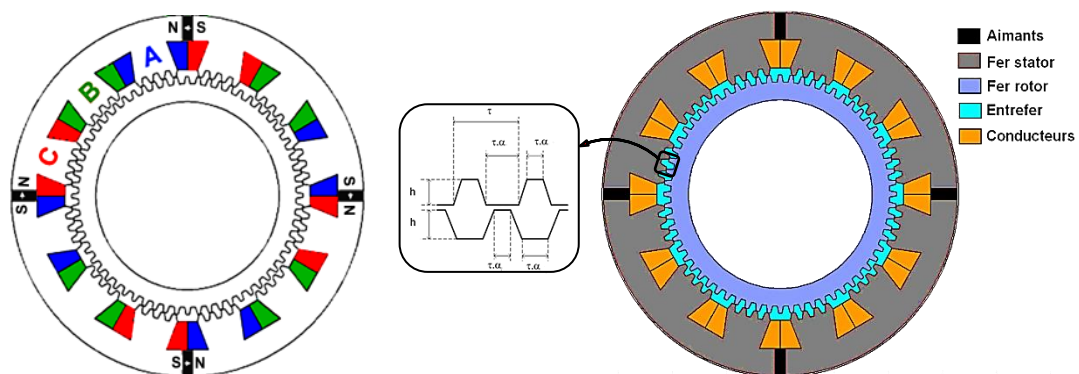 N S
A
B
C
N
S
S
N
S N
τ
τ.α τ.α
h
h
τ.α τ.α
Aimants
Fer stator
Fer rotor
Entrefer
Conducteurs